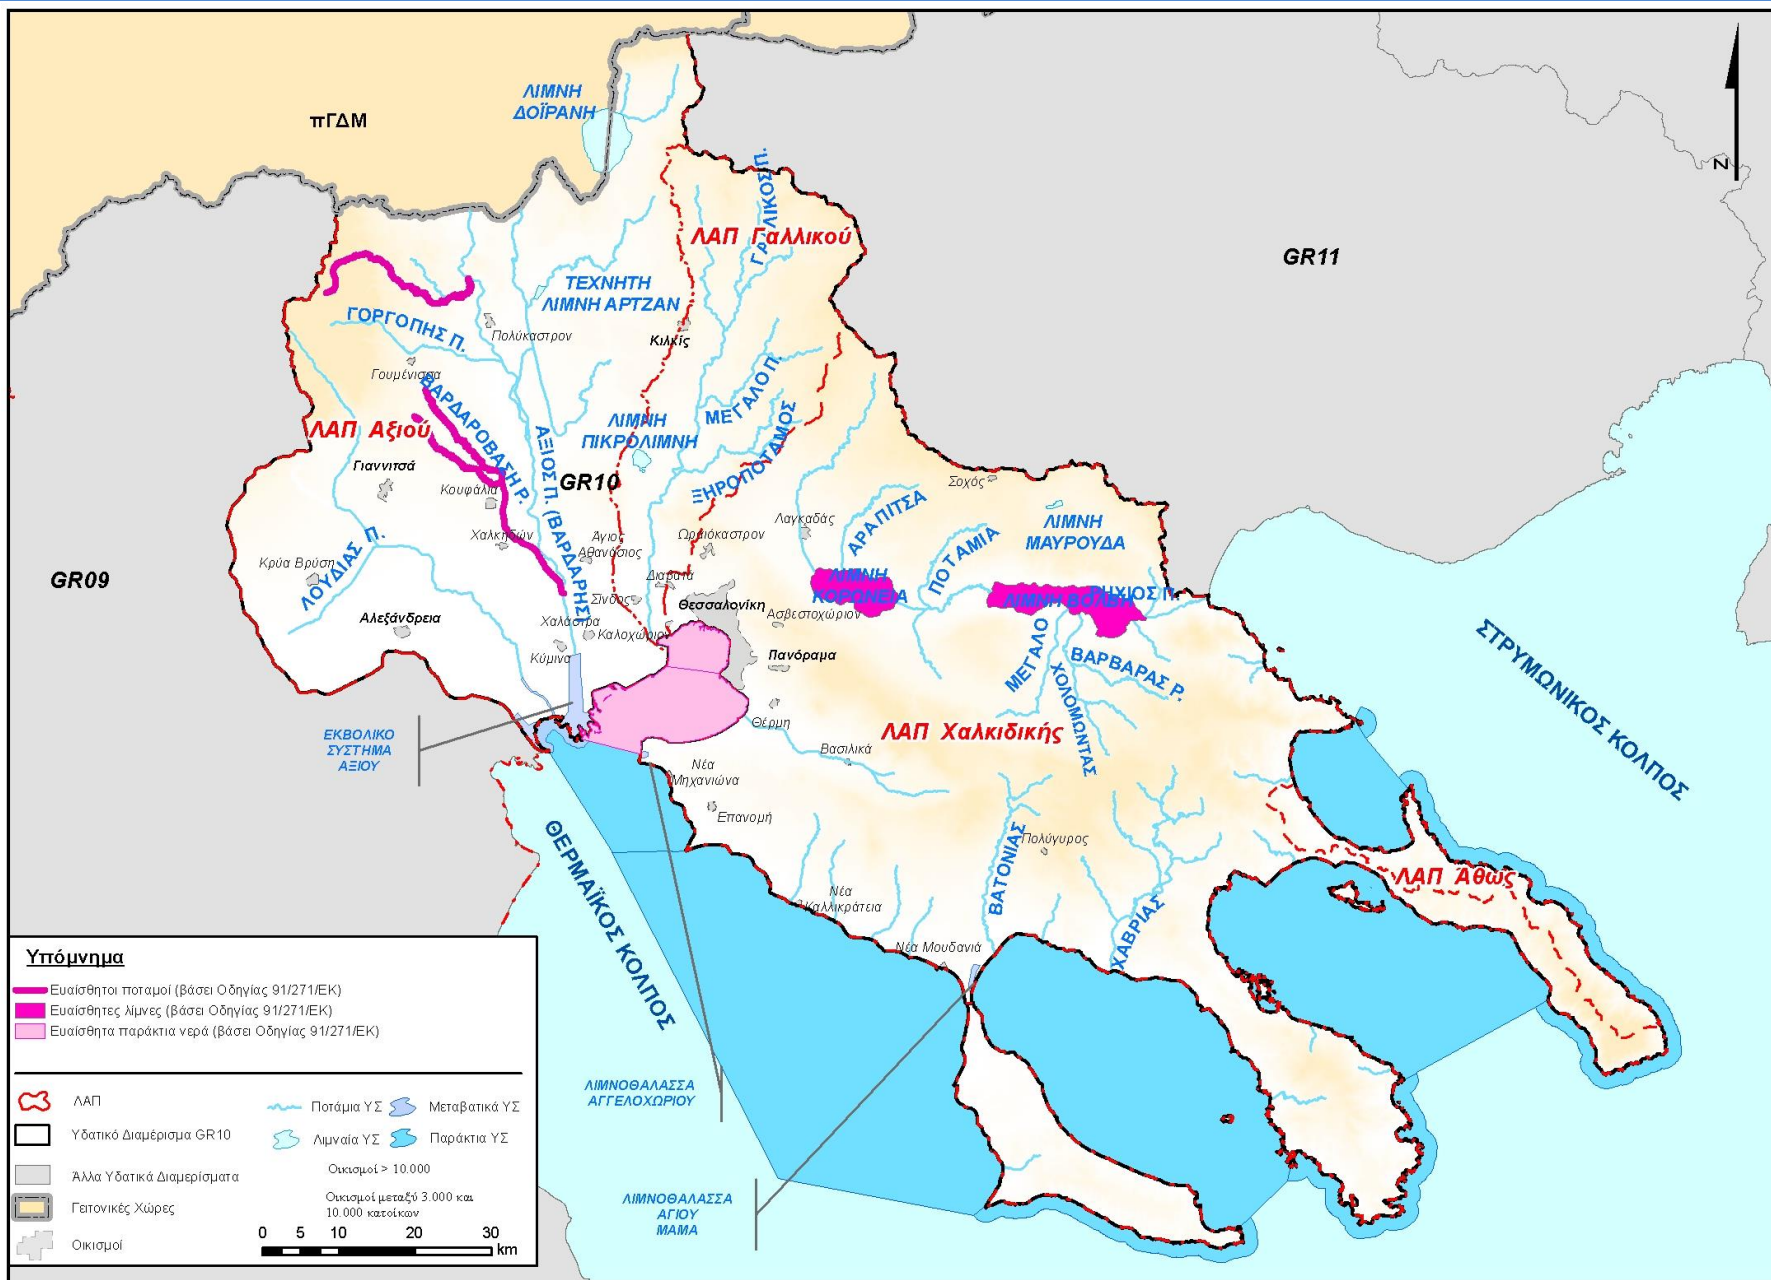 ΛΙΜΝΗ
ΔΟΪΡΑΝΗ
πΓΔΜ
Z
ΓΑΛΛΙΚΟΣ Π.
ΛΑΠ Γαλλικού
GR11
ΤΕΧΝΗΤΗ
ΛΙΜΝΗ ΑΡΤΖΑΝ
ΓΟΡΓΟΠΗΣ Π.
Πολύκαστρον
Κιλκίς
Γουμένισσα
ΒΑΡΔΑΡΟΒΑΣΗ Ρ.
ΜΕΓΑΛΟ Π.
ΛΑΠ Αξιού
ΛΙΜΝΗ
ΠΙΚΡΟΛΙΜΝΗ
ΞΗΡΟΠΟΤΑΜΟΣ
ΑΞΙΟΣ Π. (ΒΑΡΔΑΡΗΣ)
Γιαννιτσά
GR10
Κουφάλια
Σοχός
Λαγκαδάς
ΑΡΑΠΙΤΣΑ
ΛΙΜΝΗ
ΜΑΥΡΟΥΔΑ
Χαλκηδών
Άγιος
Αθανάσιος
Ωραιόκαστρον
ΠΟΤΑΜΙΑ
GR09
Κρύα Βρύση
ΛΟΥΔΙΑΣ Π.
Διαβατά
ΛΙΜΝΗ
ΚΟΡΩΝΕΙΑ
ΛΙΜΝΗ ΒΟΛΒΗ
ΡΗΧΙΟΣ Π.
Σίνδος
Θεσσαλονίκη
Αλεξάνδρεια
Χαλάστρα
Καλοχώριον
Ασβεστοχώριον
Κύμινα
Πανόραμα
ΜΕΓΑΛΟ
ΒΑΡΒΑΡΑΣ Ρ.
ΧΟΛΟΜΩΝΤΑΣ
ΣΤΡΥΜΩΝΙΚΟΣ ΚΟΛΠΟΣ
ΕΚΒΟΛΙΚΟ
ΣΥΣΤΗΜΑ
ΑΞΙΟΥ
Θέρμη
ΛΑΠ Χαλκιδικής
Βασιλικά
Νέα
Μηχανιώνα
Επανομή
ΘΕΡΜΑΪΚΟΣ ΚΟΛΠΟΣ
ΒΑΤΟΝΙΑΣ
Πολύγυρος
ΛΑΠ Άθως
Νέα
Καλλικράτεια
ΧΑΒΡΙΑΣ
Νέα Μουδανιά
ΛΙΜΝΟΘΑΛΑΣΣΑ
ΑΓΓΕΛΟΧΩΡΙΟΥ
ΛΙΜΝΟΘΑΛΑΣΣΑ
ΑΓΙΟΥ
ΜΑΜΑ
Υπόμνημα
Ευαίσθητοι ποταμοί (βάσει Οδηγίας 91/271/ΕΚ)
Ευαίσθητες λίμνες (βάσει Οδηγίας 91/271/ΕΚ)
Ευαίσθητα παράκτια νερά (βάσει Οδηγίας 91/271/ΕΚ)
ΛΑΠ
Ποτάμια ΥΣ
Μεταβατικά ΥΣ
Υδατικό Διαμέρισμα GR10
Λιμναία ΥΣ
Παράκτια ΥΣ
Άλλα Υδατικά Διαμερίσματα
Οικισμοί > 10.000
Γειτονικές Χώρες
Οικισμοί μεταξύ 3.000 και
10.000 κατοίκων
Οικισμοί
0 5 10 20 30
km